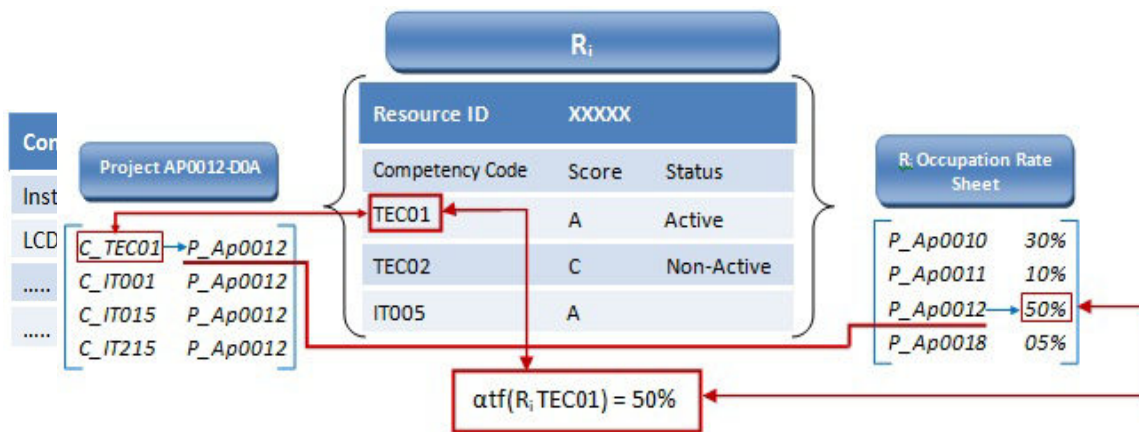 Ri
Resource ID XXXXX
Competency Code Score Status
TEC01 A Active
TEC02 C Non-Active
IT005 A
Project AP0012-D0A
C_TEC01 P_Ap0012
C_IT001 P_Ap0012
C_IT015 P_Ap0012
C_IT215 P_Ap0012
Ri Occupation Rate
Sheet
P_Ap0010 30%
P_Ap0011 10%
P_Ap0012 50%
P_Ap0018 05%
Inst
LCD
.....
.....
αtf(Ri TEC01) = 50%